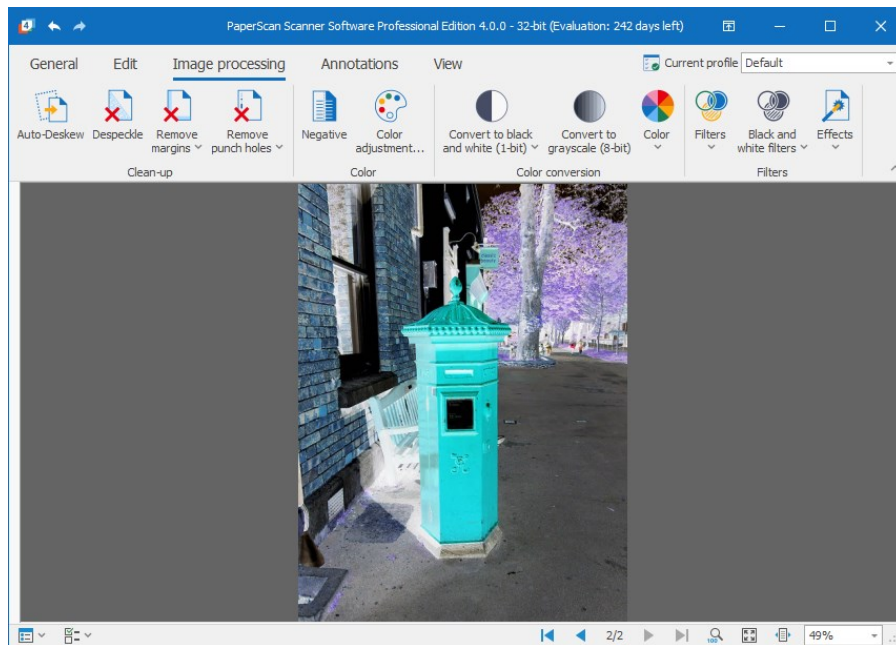 PaperScan Scanner Software Professional Edition 4.0.0 - 32-bit (Evaluation: 242 days left)
General Edit Image processing Annotations View Current profile Default
Auto-Deskew Despeckle Remove margins Remove punch holes Negative Color adjustment... Convert to black and white (1-bit) Convert to grayscale (8-bit) Color Filters Black and white filters Effects
Clean-up Color Color conversion Filters
2/2 100 49%